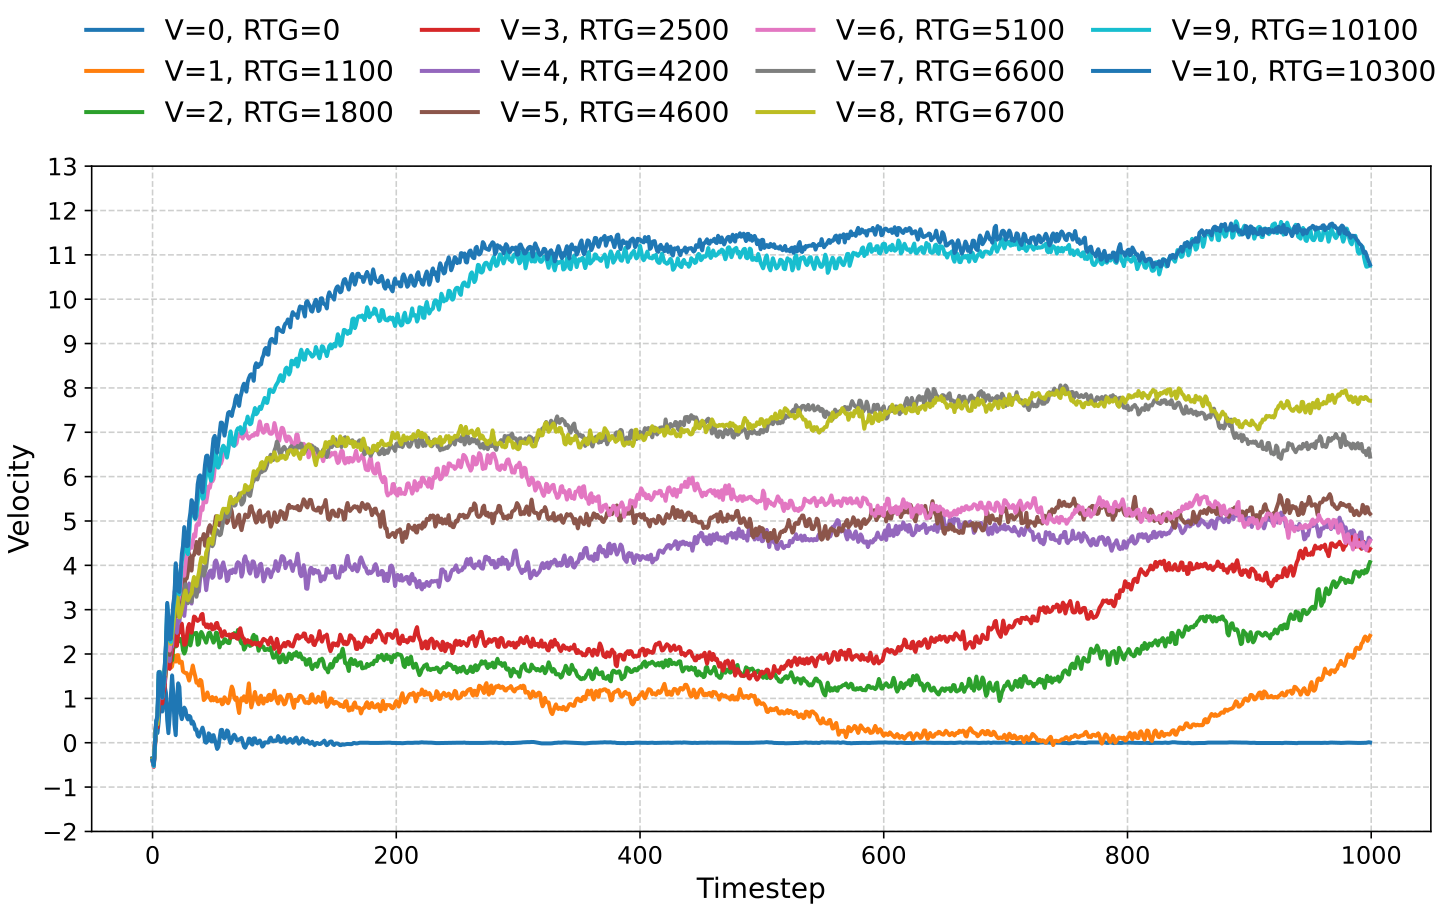 V=0, RTG=0 V=3, RTG=2500 V=6, RTG=5100 V=9, RTG=10100
V=1, RTG=1100 V=4, RTG=4200 V=7, RTG=6600 V=10, RTG=10300
V=2, RTG=1800 V=5, RTG=4600 V=8, RTG=6700
13
12
11
10
9
8
7
6
5
4
3
2
1
0
−1
−2
Velocity
0 200 400 600 800 1000
Timestep